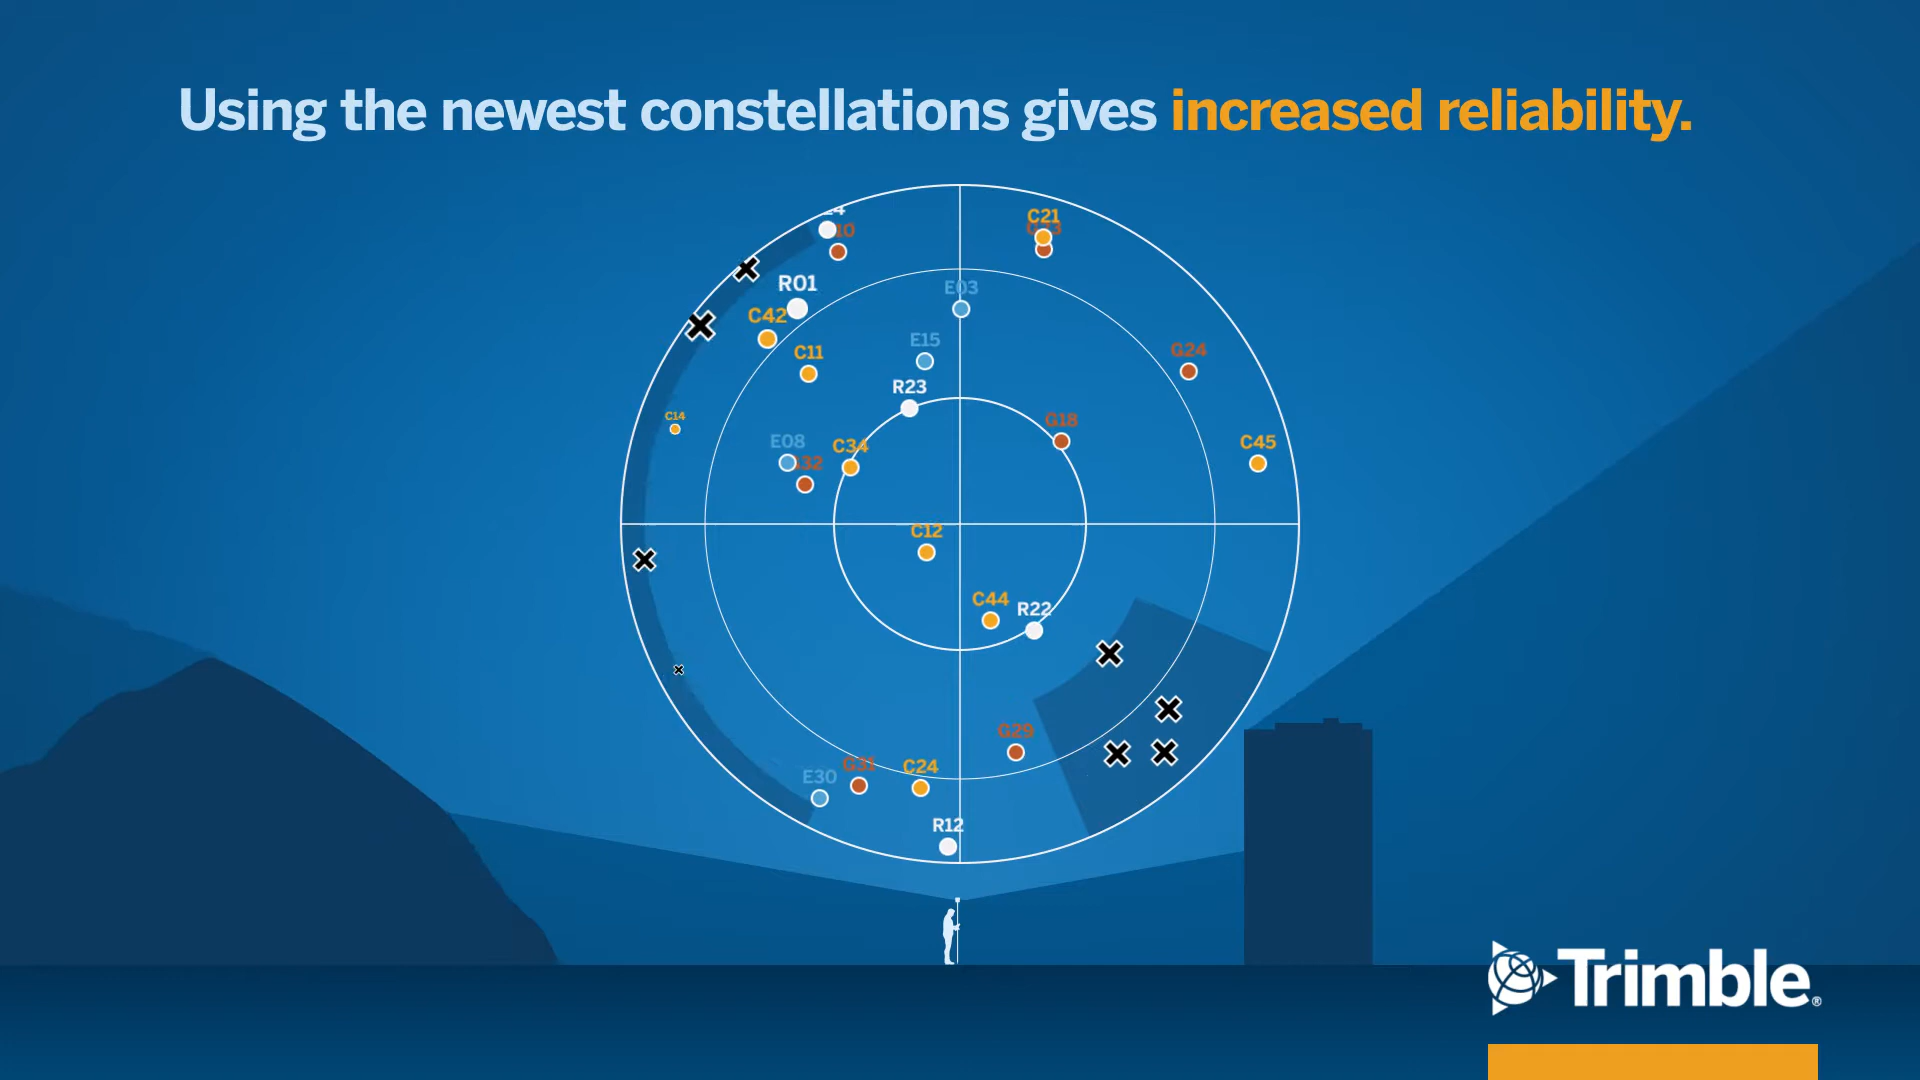 Using the newest constellations gives increased reliability.
C21
R01
E03
C42
E15
G24
C11
R23
C14
G18
E08
C34
C45
C12
C44
R22
G29
E30
G31
C24
R12
Trimble®